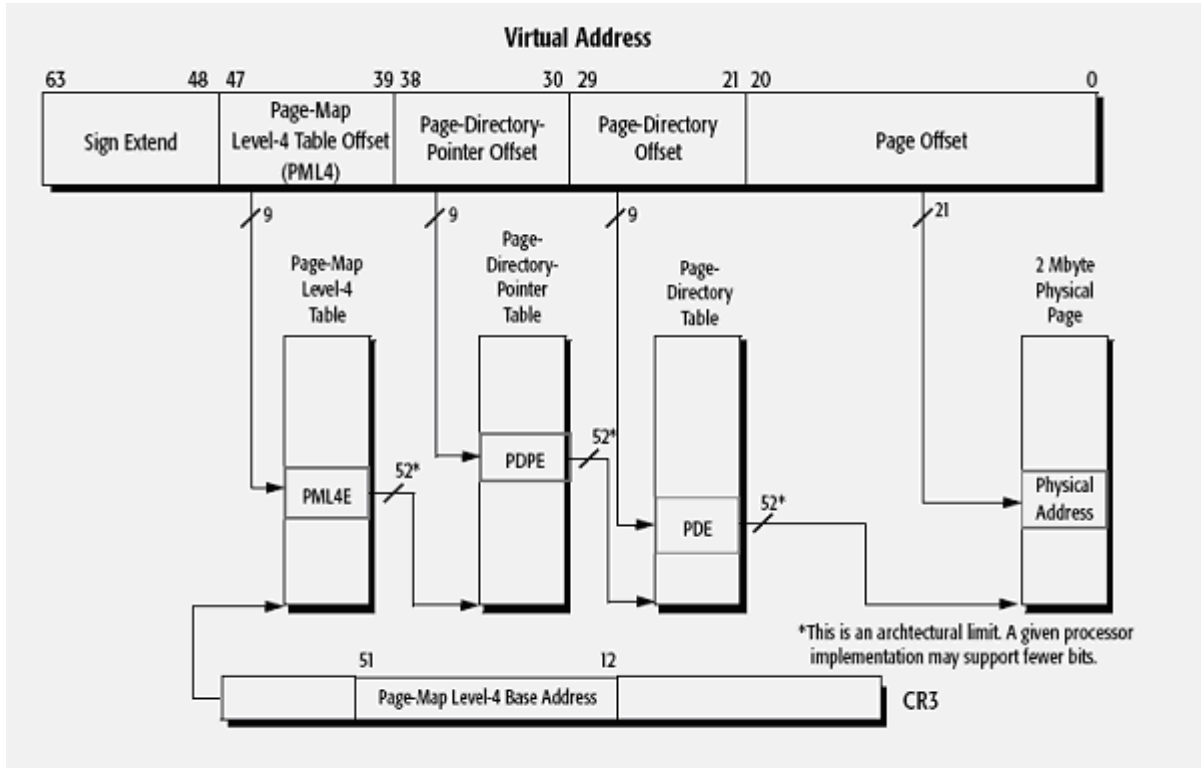 Virtual Address
63 48 47 39 38 30 29 21 20 0
Sign Extend
Page-Map
Level-4 Table Offset
(PML4)
Page-Directory-
Pointer Offset
Page-Directory
Offset
Page Offset
9 9 9 21
Page-Map
Level-4
Table
Page-
Directory-
Pointer
Table
Page-
Directory
Table
2 Mbyte
Physical
Page
PML4E
52*
PDPE
52*
PDE
52*
Physical
Address
*This is an archtectural limit. A given processor
implementation may support fewer bits.
51 12
Page-Map Level-4 Base Address
CR3